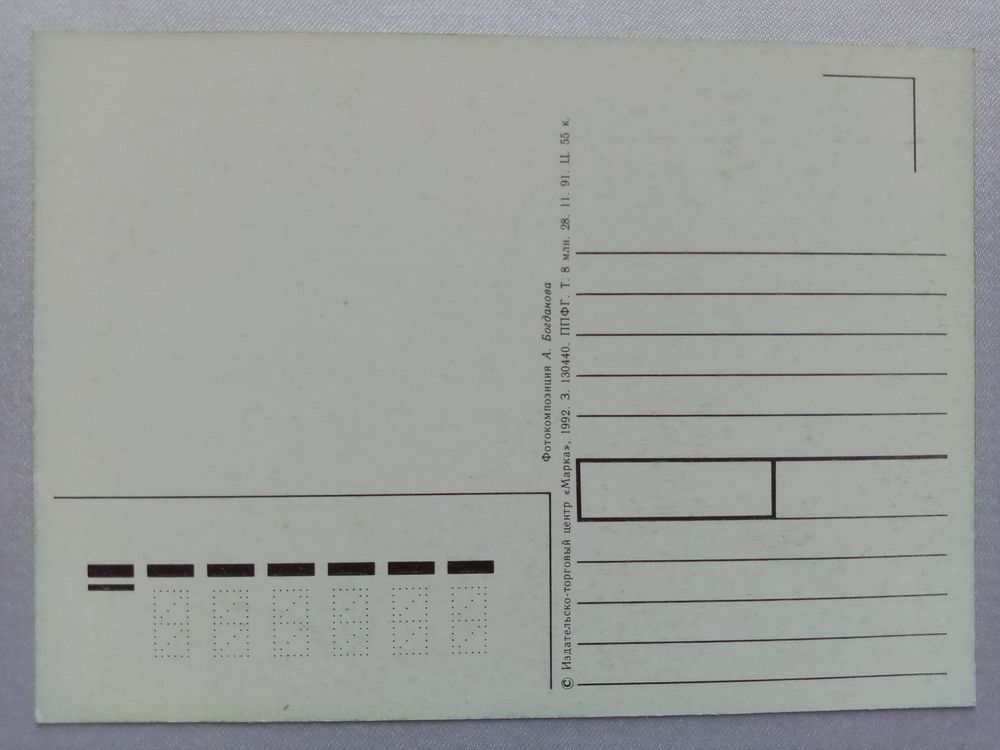 Фотокомпозиция А. Богданова
© Издательско-торговый центр «Марка», 1992. З. 130440. ППФГ. Т. 8 млн. 28. 11. 91. Ц. 55 к.